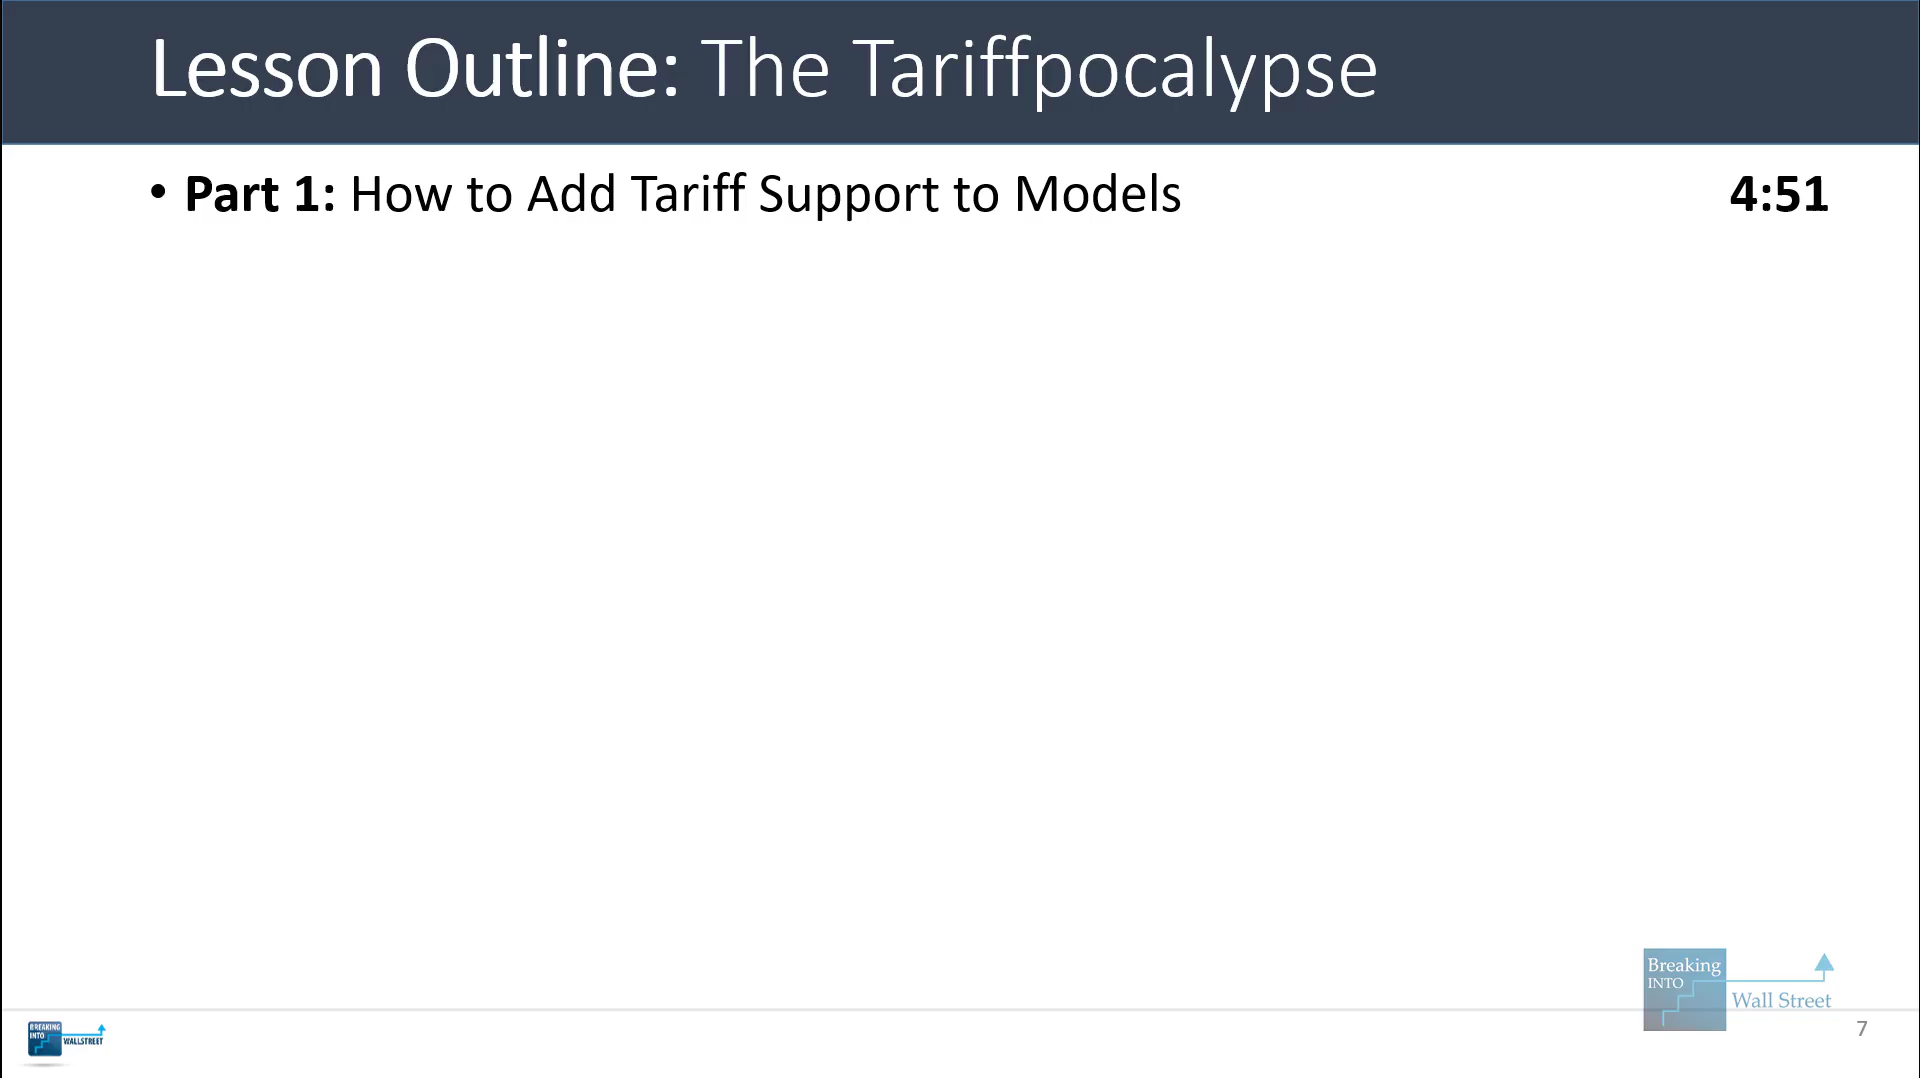 Lesson Outline: The Tariffpocalypse
• Part 1: How to Add Tariff Support to Models 4:51
Breaking
INTO
Wall Street
BREAKING
INTO
WALLSTREET
7